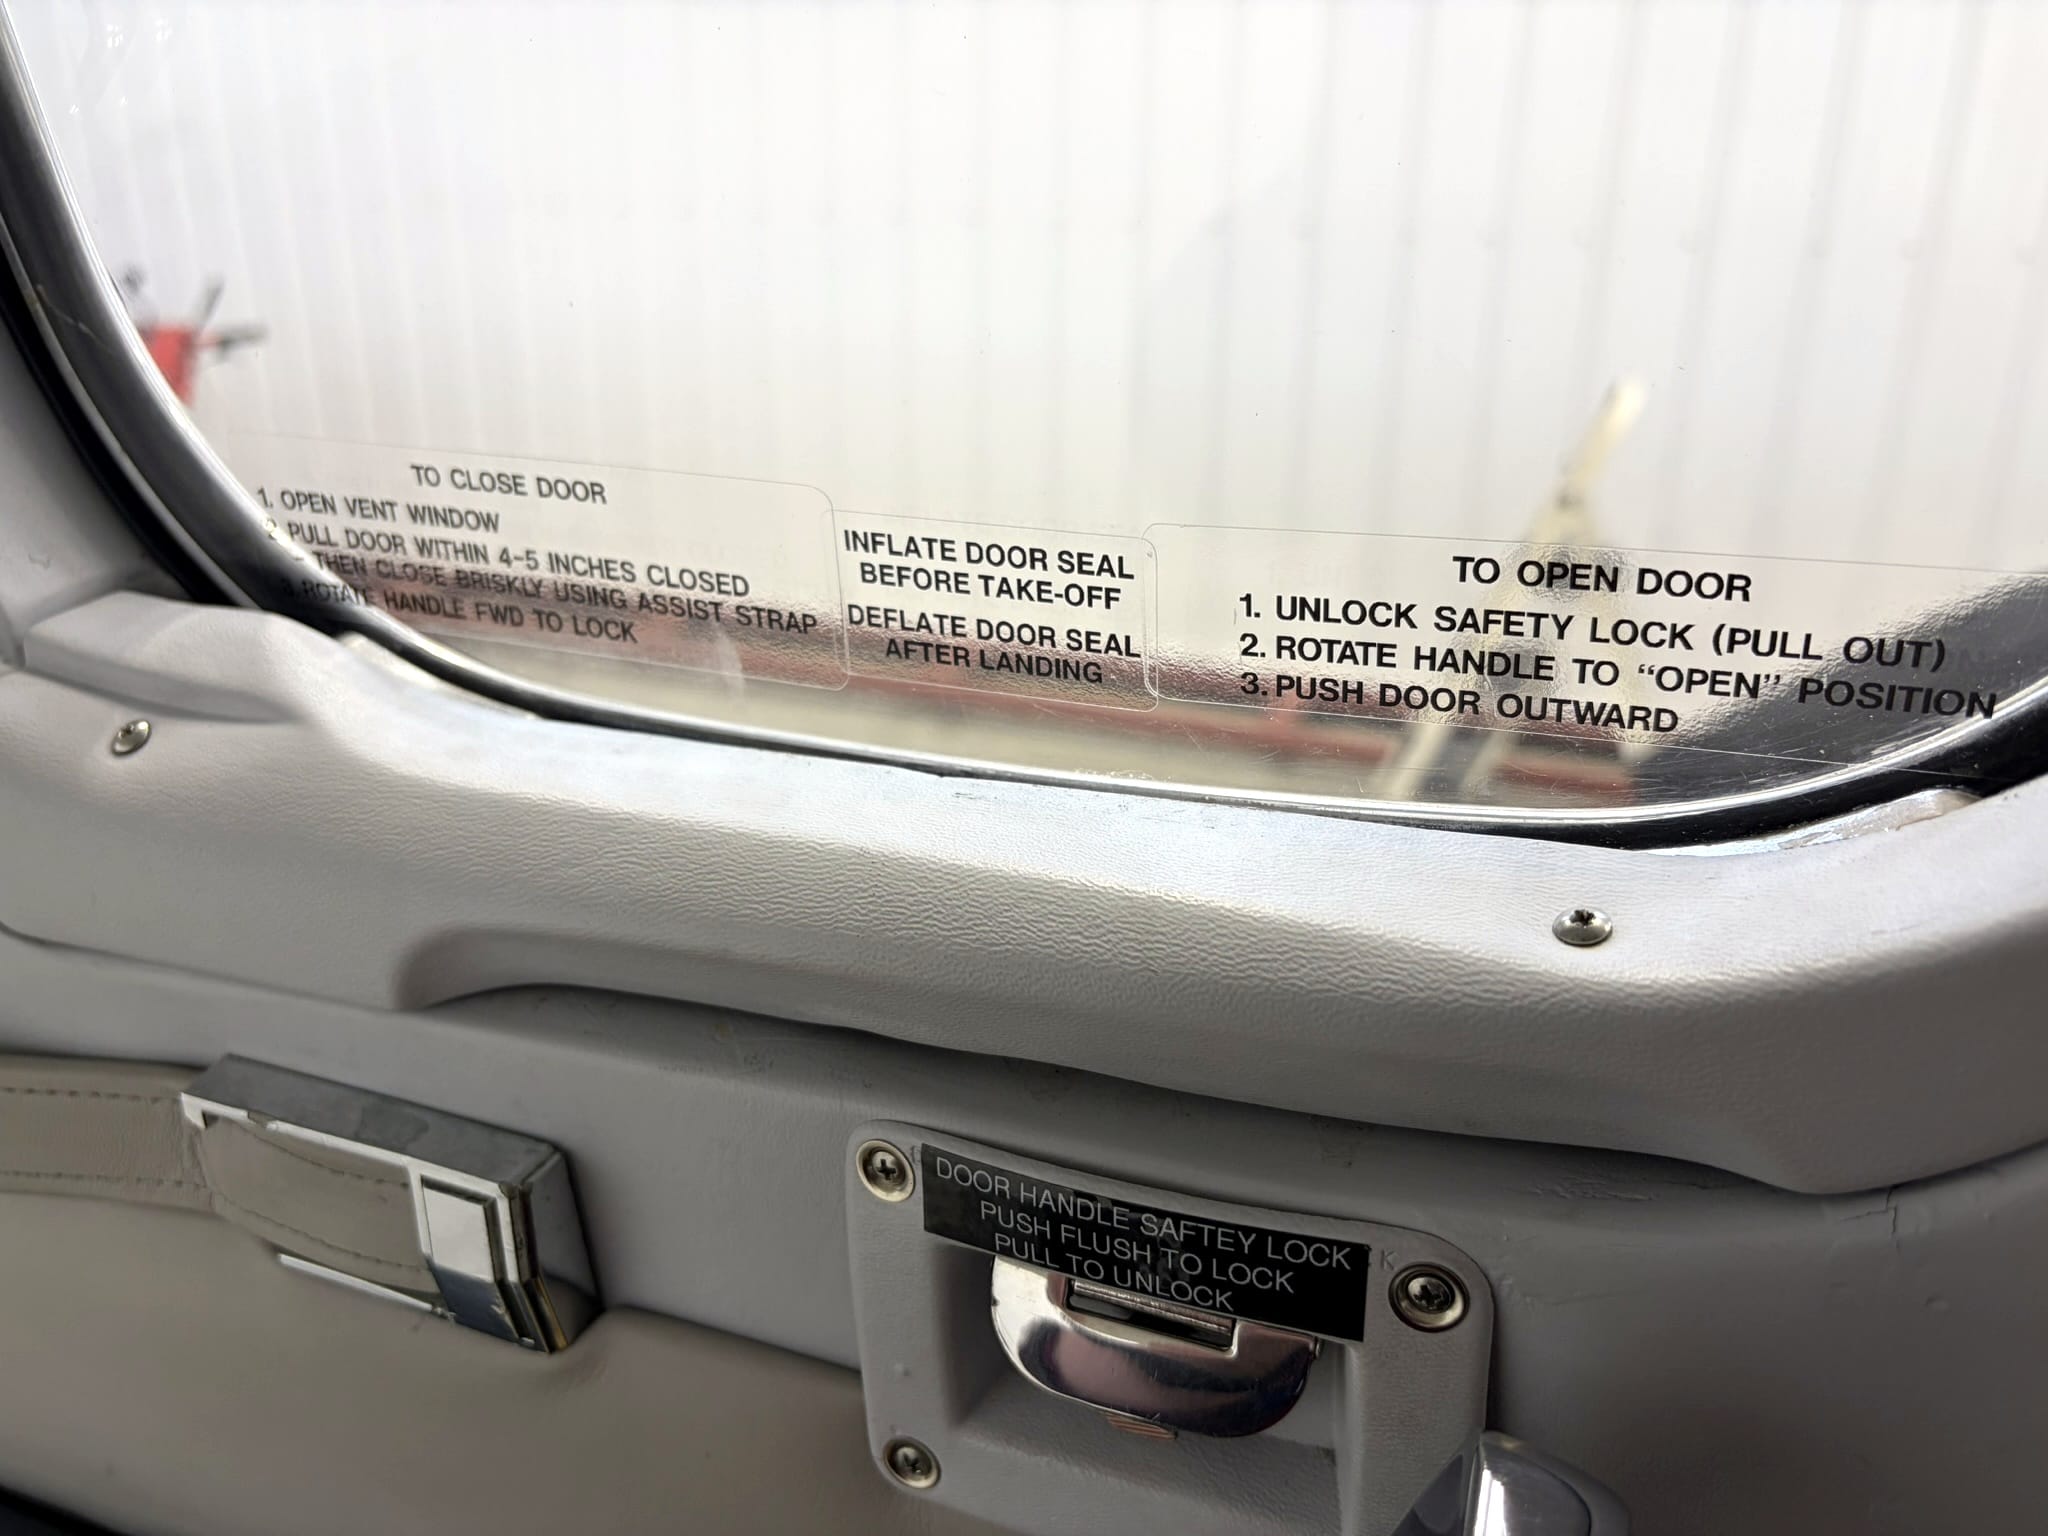 TO CLOSE DOOR
1. OPEN VENT WINDOW
2. PULL DOOR WITHIN 4-5 INCHES CLOSED
- THEN CLOSE BRISKLY USING ASSIST STRAP
3. ROTATE HANDLE FWD TO LOCK
INFLATE DOOR SEAL
BEFORE TAKE-OFF
DEFLATE DOOR SEAL
AFTER LANDING
TO OPEN DOOR
1. UNLOCK SAFETY LOCK (PULL OUT)
2. ROTATE HANDLE TO “OPEN” POSITION
3. PUSH DOOR OUTWARD
DOOR HANDLE SAFTEY LOCK
PUSH FLUSH TO LOCK
PULL TO UNLOCK
K